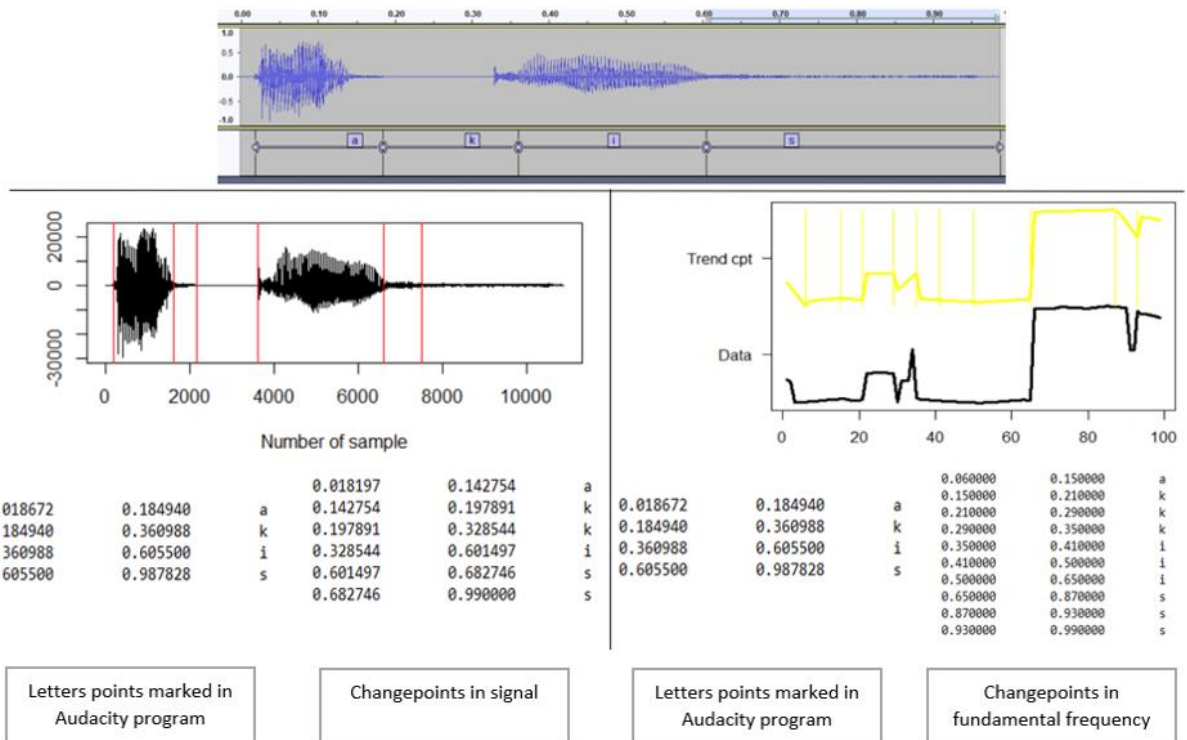 0.00 0.10 0.20 0.30 0.40 0.50 0.60 0.70 0.80 0.90
1.0
0.5
0.0
-0.5
-1.0
a k i s
20000
0
-30000
0 2000 4000 6000 8000 10000
Number of sample
Trend cpt
Data
0 20 40 60 80 100
018672 0.184940 a
184940 0.360988 k
360988 0.605500 i
605500 0.987828 s
0.018197 0.142754 a
0.142754 0.197891 k
0.197891 0.328544 k
0.328544 0.601497 i
0.601497 0.682746 s
0.682746 0.990000 s
0.018672 0.184940 a
0.184940 0.360988 k
0.360988 0.605500 i
0.605500 0.987828 s
0.060000 0.150000 a
0.150000 0.210000 k
0.210000 0.290000 k
0.290000 0.350000 k
0.350000 0.410000 i
0.410000 0.500000 i
0.500000 0.650000 i
0.650000 0.870000 s
0.870000 0.930000 s
0.930000 0.990000 s
Letters points marked in
Audacity program
Changepoints in signal
Letters points marked in
Audacity program
Changepoints in
fundamental frequency